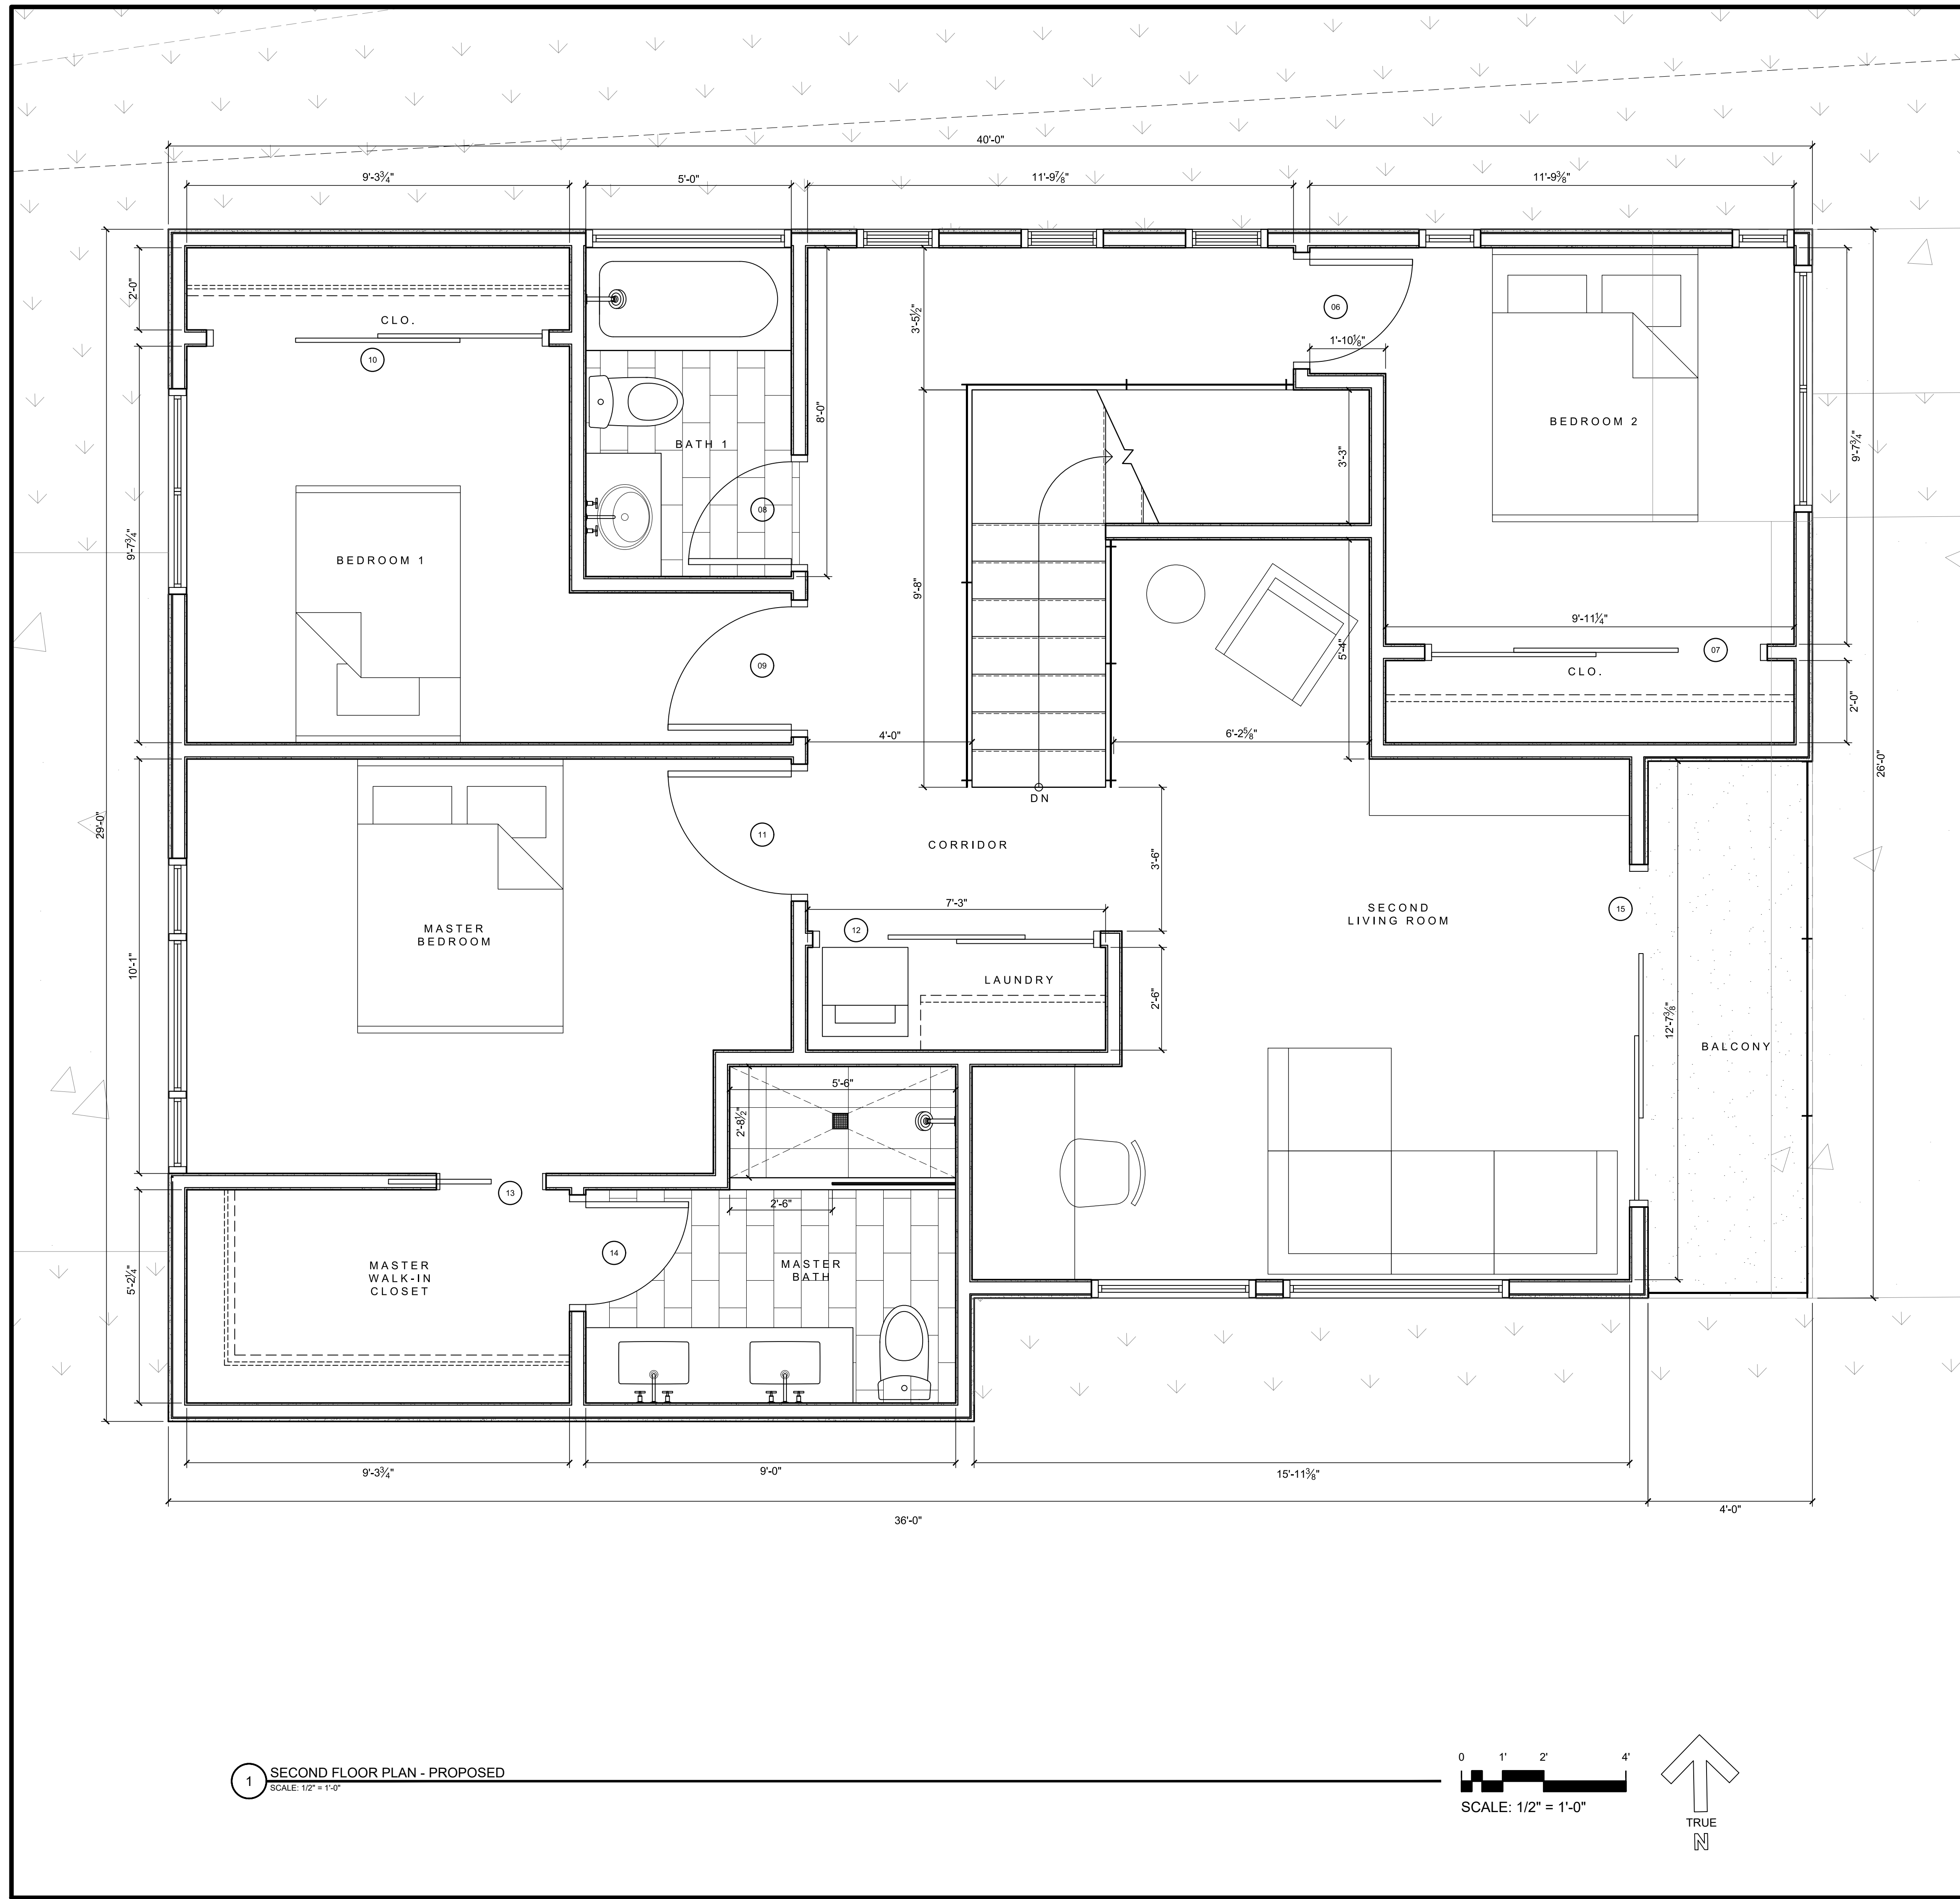 40'-0"
9'-3¾"
5'-0"
11'-9⅞"
11'-9⅜"
2'-0"
CLO.
10
3'-5½"
06
1'-10⅛"
8'-0"
BATH 1
BEDROOM 2
3'-3"
9'-7¾"
08
9'-7¾"
BEDROOM 1
9'-8"
9'-11¼"
5'-4"
09
07
CLO.
2'-0"
4'-0"
6'-2⅝"
26'-0"
DN
29'-0"
11
CORRIDOR
3'-6"
7'-3"
SECOND
LIVING ROOM
15
12
MASTER
BEDROOM
10'-1"
LAUNDRY
2'-6"
12'-7⅜"
BALCONY
5'-6"
2'-8½"
13
2'-6"
14
MASTER
WALK-IN
CLOSET
MASTER
BATH
5'-2¼"
9'-3¾"
9'-0"
15'-11⅜"
36'-0"
4'-0"
1
SECOND FLOOR PLAN - PROPOSED
SCALE: 1/2" = 1'-0"
0 1' 2' 4'
SCALE: 1/2" = 1'-0"
TRUE
N